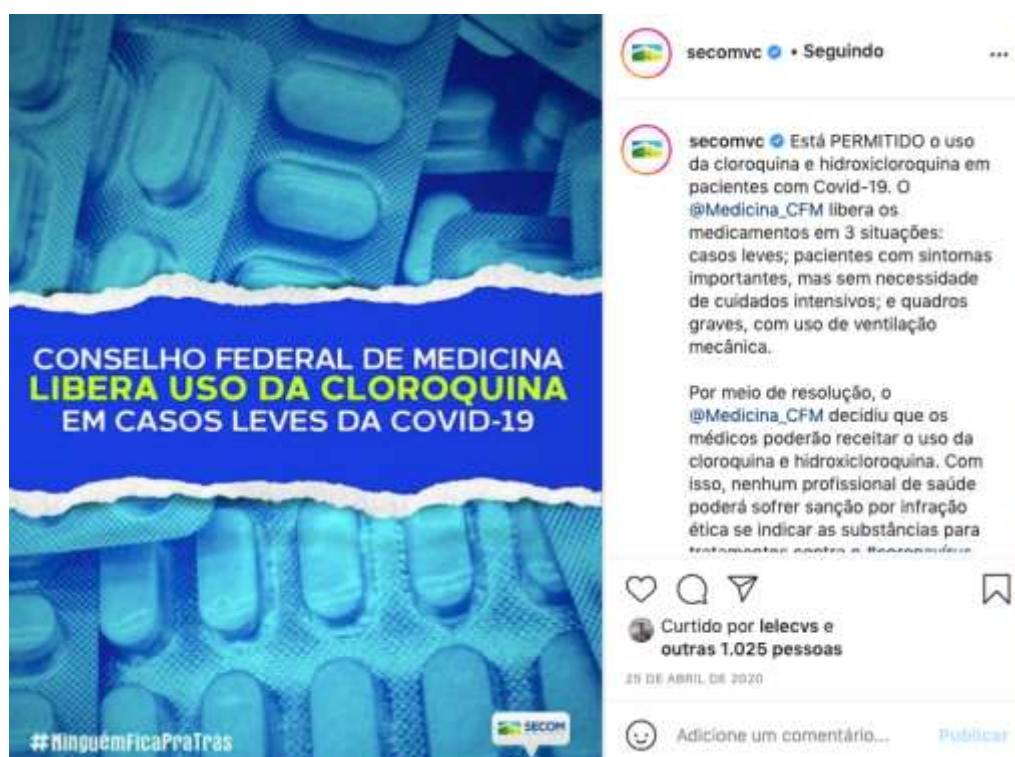 CONSELHO FEDERAL DE MEDICINA
LIBERA USO DA CLOROQUINA
EM CASOS LEVES DA COVID-19
#NinguémFicaPraTras
SECOM
secomvc • Seguindo
secomvc Está PERMITIDO o uso
da cloroquina e hidroxicloroquina em
pacientes com Covid-19. O
@Medicina_CFM libera os
medicamentos em 3 situações:
casos leves; pacientes com sintomas
importantes, mas sem necessidade
de cuidados intensivos; e quadros
graves, com uso de ventilação
mecânica.
Por meio de resolução, o
@Medicina_CFM decidiu que os
médicos poderão receitar o uso da
cloroquina e hidroxicloroquina. Com
isso, nenhum profissional de saúde
poderá sofrer sanção por infração
ética se indicar as substâncias para
tratamentos contra o #coronavírus
Curtido por lelecvs e
outras 1.025 pessoas
25 DE ABRIL DE 2020
Adicione um comentário...
Publicar